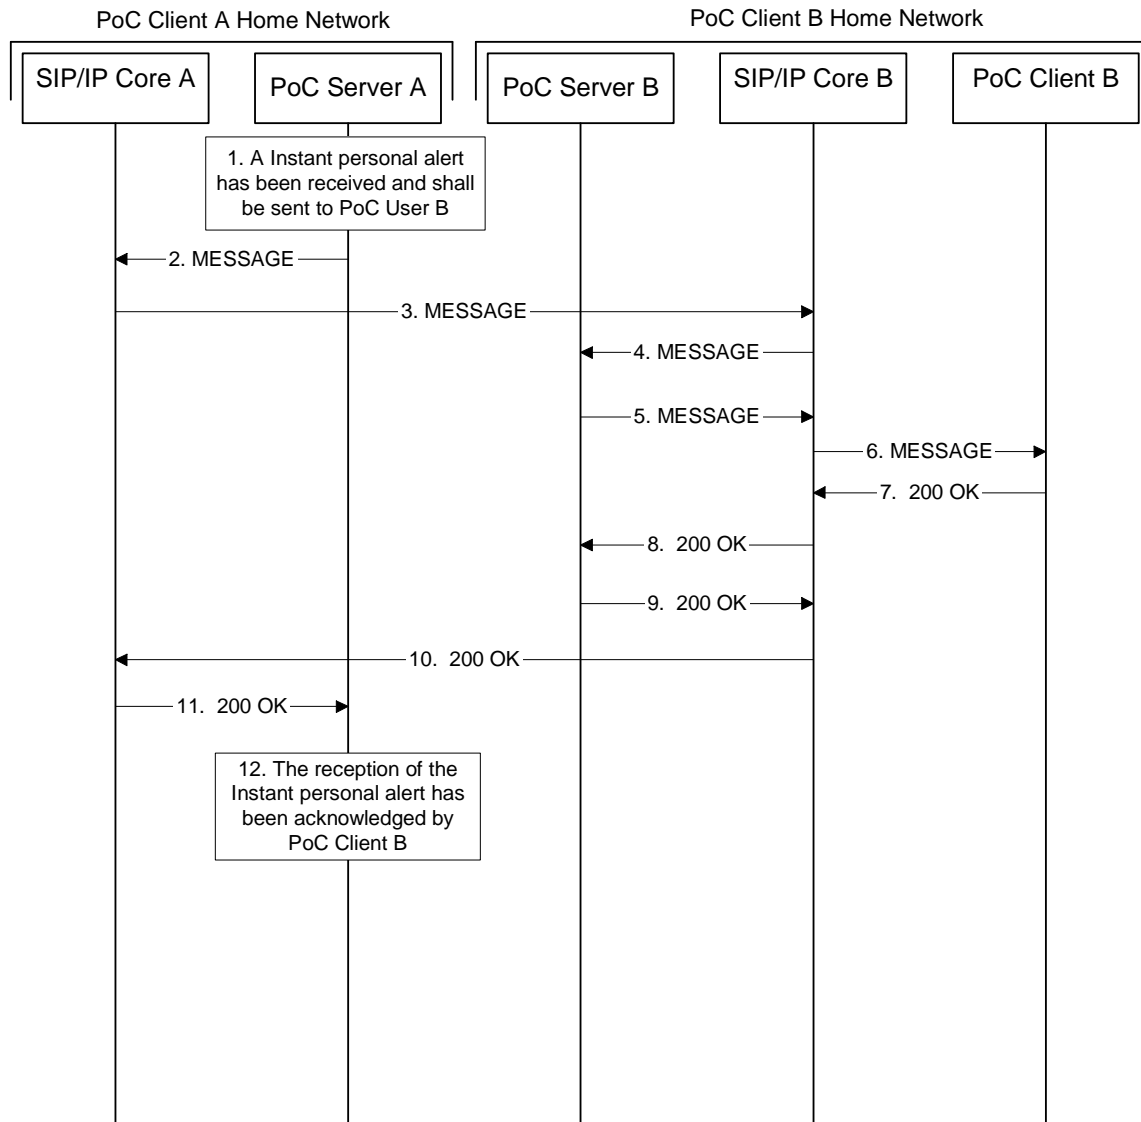 PoC Client A Home Network
PoC Client B Home Network
SIP/IP Core A
PoC Server A
PoC Server B
SIP/IP Core B
PoC Client B
1. A Instant personal alert
has been received and shall
be sent to PoC User B
2. MESSAGE
3. MESSAGE
4. MESSAGE
5. MESSAGE
6. MESSAGE
7.  200 OK
8.  200 OK
9.  200 OK
10.  200 OK
11.  200 OK
12. The reception of the
Instant personal alert has
been acknowledged by
PoC Client B